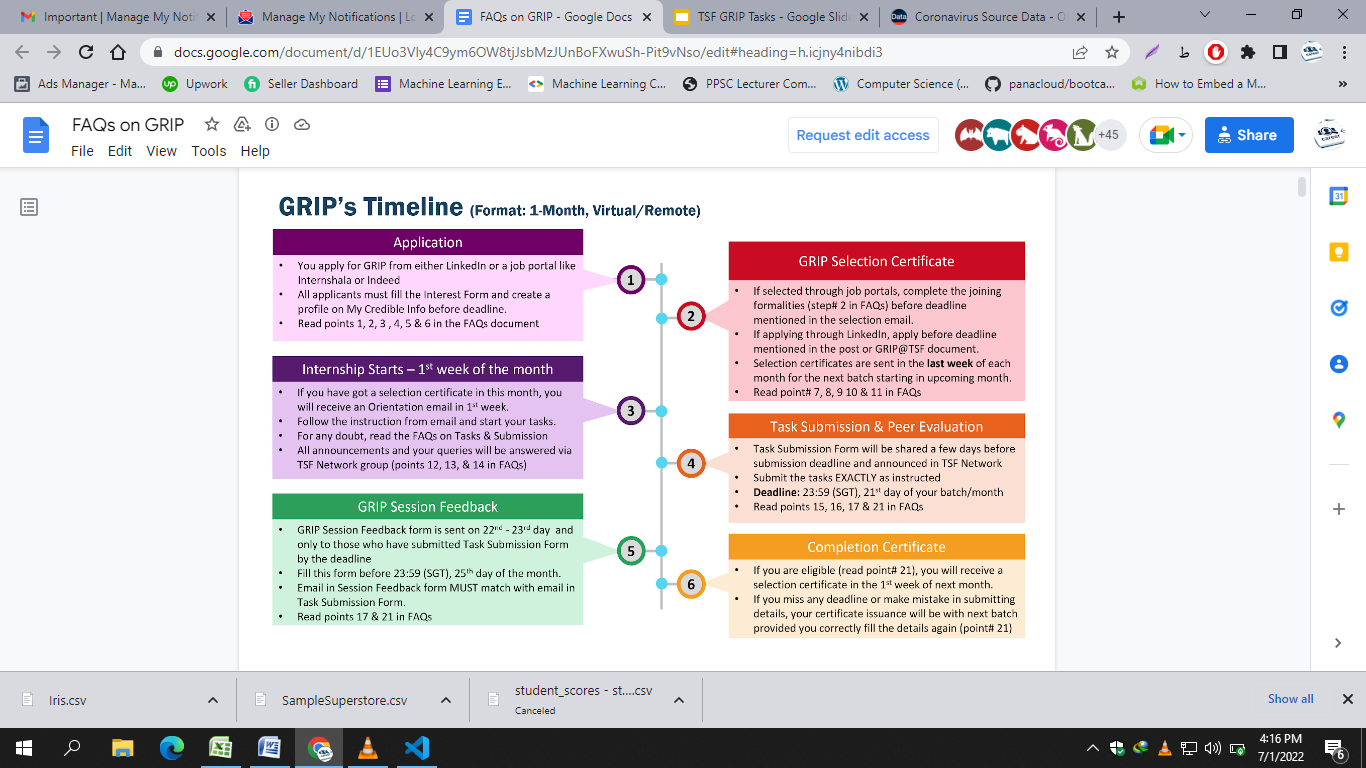 Important | Manage My Noti
Manage My Notifications | Lo
FAQs on GRIP - Google Docs
TSF GRIP Tasks - Google Slid
Coronavirus Source Data - O
docs.google.com/document/d/1EUo3Vly4C9ym6OW8tjJsbMzJUnBoFXwuSh-Pit9vNso/edit#heading=h.icjny4nibdi3
Ads Manager - Ma...
Upwork
Seller Dashboard
Machine Learning E...
Machine Learning C...
PPSC Lecturer Com...
Computer Science (...
panacloud/bootca...
How to Embed a M...
FAQs on GRIP
File Edit View Tools Help
Request edit access
+45
Share
GRIP's Timeline (Format: 1-Month, Virtual/Remote)
Application
• You apply for GRIP from either LinkedIn or a job portal like
Internshala or Indeed
• All applicants must fill the Interest Form and create a
profile on My Credible Info before deadline.
• Read points 1, 2, 3 , 4, 5 & 6 in the FAQs document
1
GRIP Selection Certificate
• If selected through job portals, complete the joining
formalities (step# 2 in FAQs) before deadline
mentioned in the selection email.
• If applying through LinkedIn, apply before deadline
mentioned in the post or GRIP@TSF document.
• Selection certificates are sent in the last week of each
month for the next batch starting in upcoming month.
• Read point# 7, 8, 9 10 & 11 in FAQs
2
Internship Starts – 1st week of the month
• If you have got a selection certificate in this month, you
will receive an Orientation email in 1st week.
• Follow the instruction from email and start your tasks.
• For any doubt, read the FAQs on Tasks & Submission
• All announcements and your queries will be answered via
TSF Network group (points 12, 13, & 14 in FAQs)
3
Task Submission & Peer Evaluation
• Task Submission Form will be shared a few days before
submission deadline and announced in TSF Network
• Submit the tasks EXACTLY as instructed
• Deadline: 23:59 (SGT), 21st day of your batch/month
• Read points 15, 16, 17 & 21 in FAQs
4
GRIP Session Feedback
• GRIP Session Feedback form is sent on 22nd - 23rd day and
only to those who have submitted Task Submission Form
by the deadline
• Fill this form before 23:59 (SGT), 25th day of the month.
• Email in Session Feedback form MUST match with email in
Task Submission Form.
• Read points 17 & 21 in FAQs
5
Completion Certificate
• If you are eligible (read point# 21), you will receive a
selection certificate in the 1st week of next month.
• If you miss any deadline or make mistake in submitting
details, your certificate issuance will be with next batch
provided you correctly fill the details again (point# 21)
6
31
Iris.csv
SampleSuperstore.csv
student_scores - st....csv
Canceled
Show all
4:16 PM
7/1/2022
6